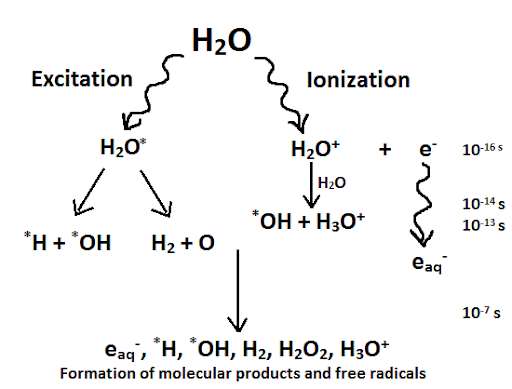 H₂O
Excitation Ionization
H₂O* H₂O⁺ + e⁻ 10⁻¹⁶ s
H₂O
10⁻¹⁴ s
*OH + H₃O⁺
10⁻¹³ s
*H + *OH H₂ + O
eaq⁻
10⁻⁷ s
eaq⁻, *H, *OH, H₂, H₂O₂, H₃O⁺
Formation of molecular products and free radicals